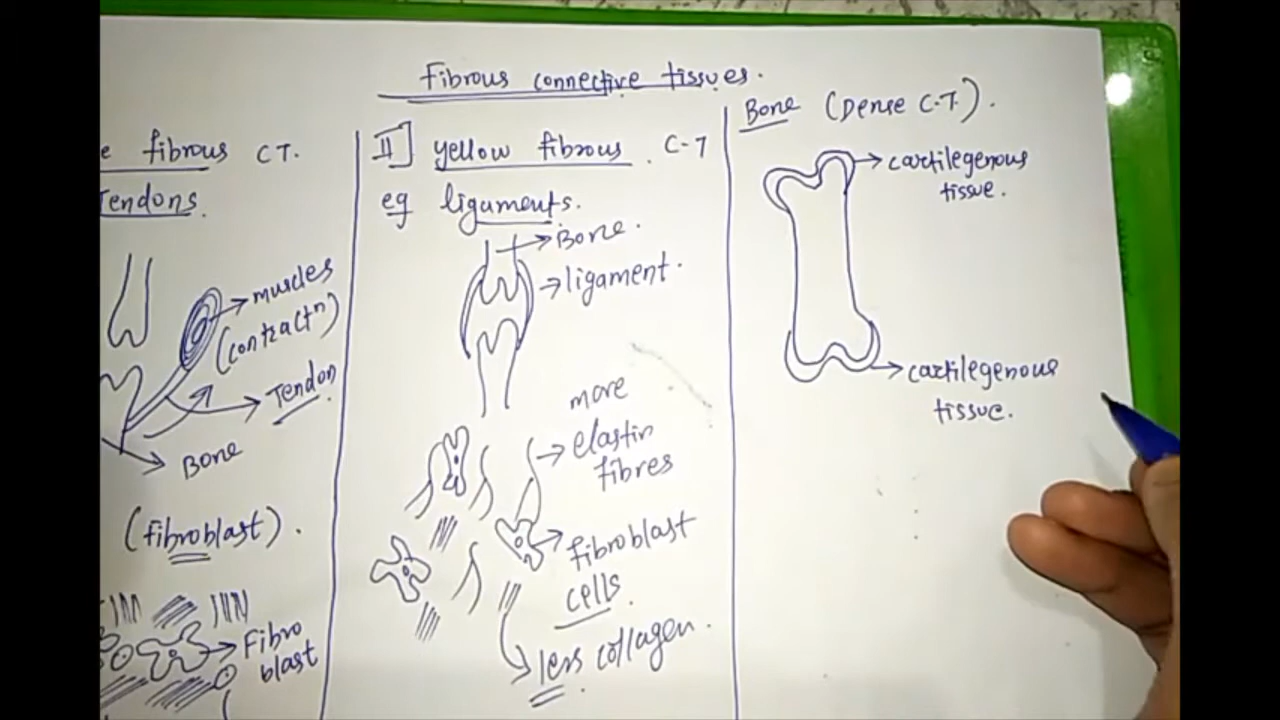 Fibrous connective tissues.
e fibrous CT.
Tendons.
muscles
(contractⁿ)
Tendon
Bone
(fibroblast).
Fibro
blast
II] yellow fibrous. C-T
eg ligaments.
Bone.
ligament.
more
elastin
fibres
fibroblast
cells.
less collagen.
Bone (Dense C.T.).
cartilegenous
tissue.
cartilegenous
tissue.